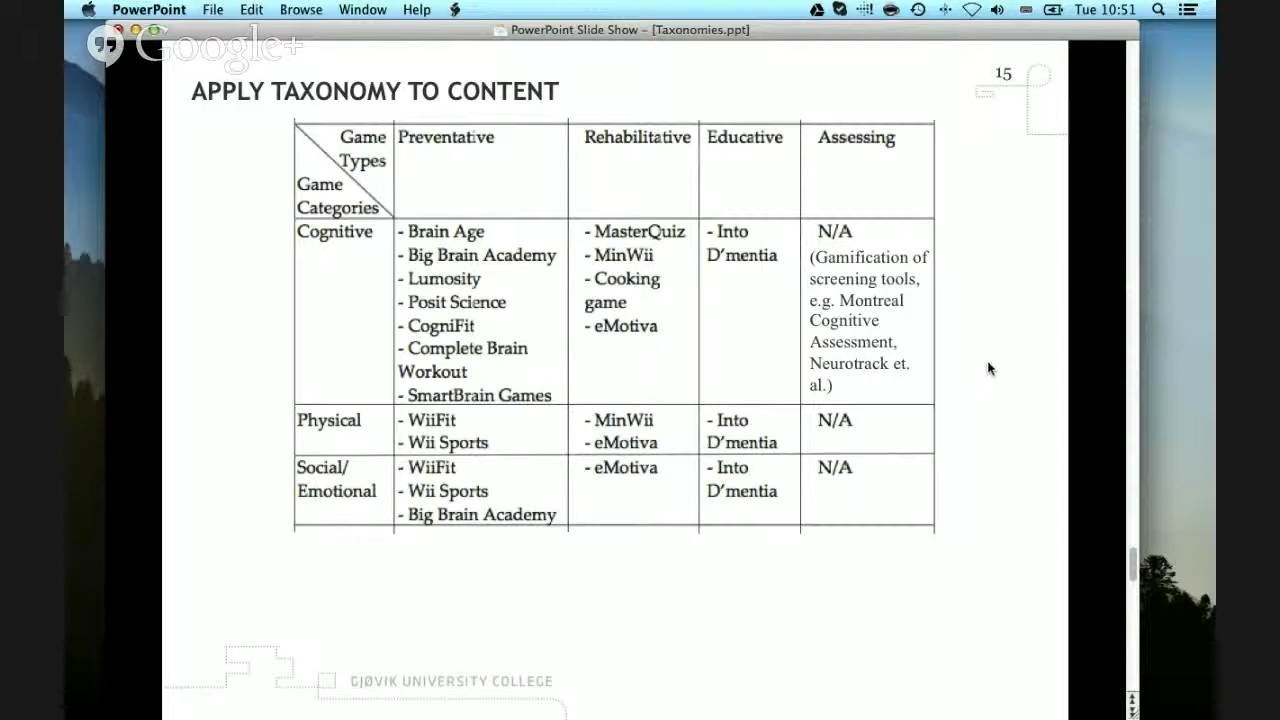 PowerPoint File Edit Browse Window Help Tue 10:51
PowerPoint Slide Show – [Taxonomies.ppt]
Google+
15
APPLY TAXONOMY TO CONTENT
Game Types
Game Categories
Preventative
Rehabilitative
Educative
Assessing
Cognitive
- Brain Age
- Big Brain Academy
- Lumosity
- Posit Science
- CogniFit
- Complete Brain
Workout
- SmartBrain Games
- MasterQuiz
- MinWii
- Cooking
game
- eMotiva
- Into
D’mentia
N/A
(Gamification of
screening tools,
e.g. Montreal
Cognitive
Assessment,
Neurotrack et.
al.)
Physical
- WiiFit
- Wii Sports
- MinWii
- eMotiva
- Into
D’mentia
N/A
Social/
Emotional
- WiiFit
- Wii Sports
- Big Brain Academy
- eMotiva
- Into
D’mentia
N/A
GJØVIK UNIVERSITY COLLEGE